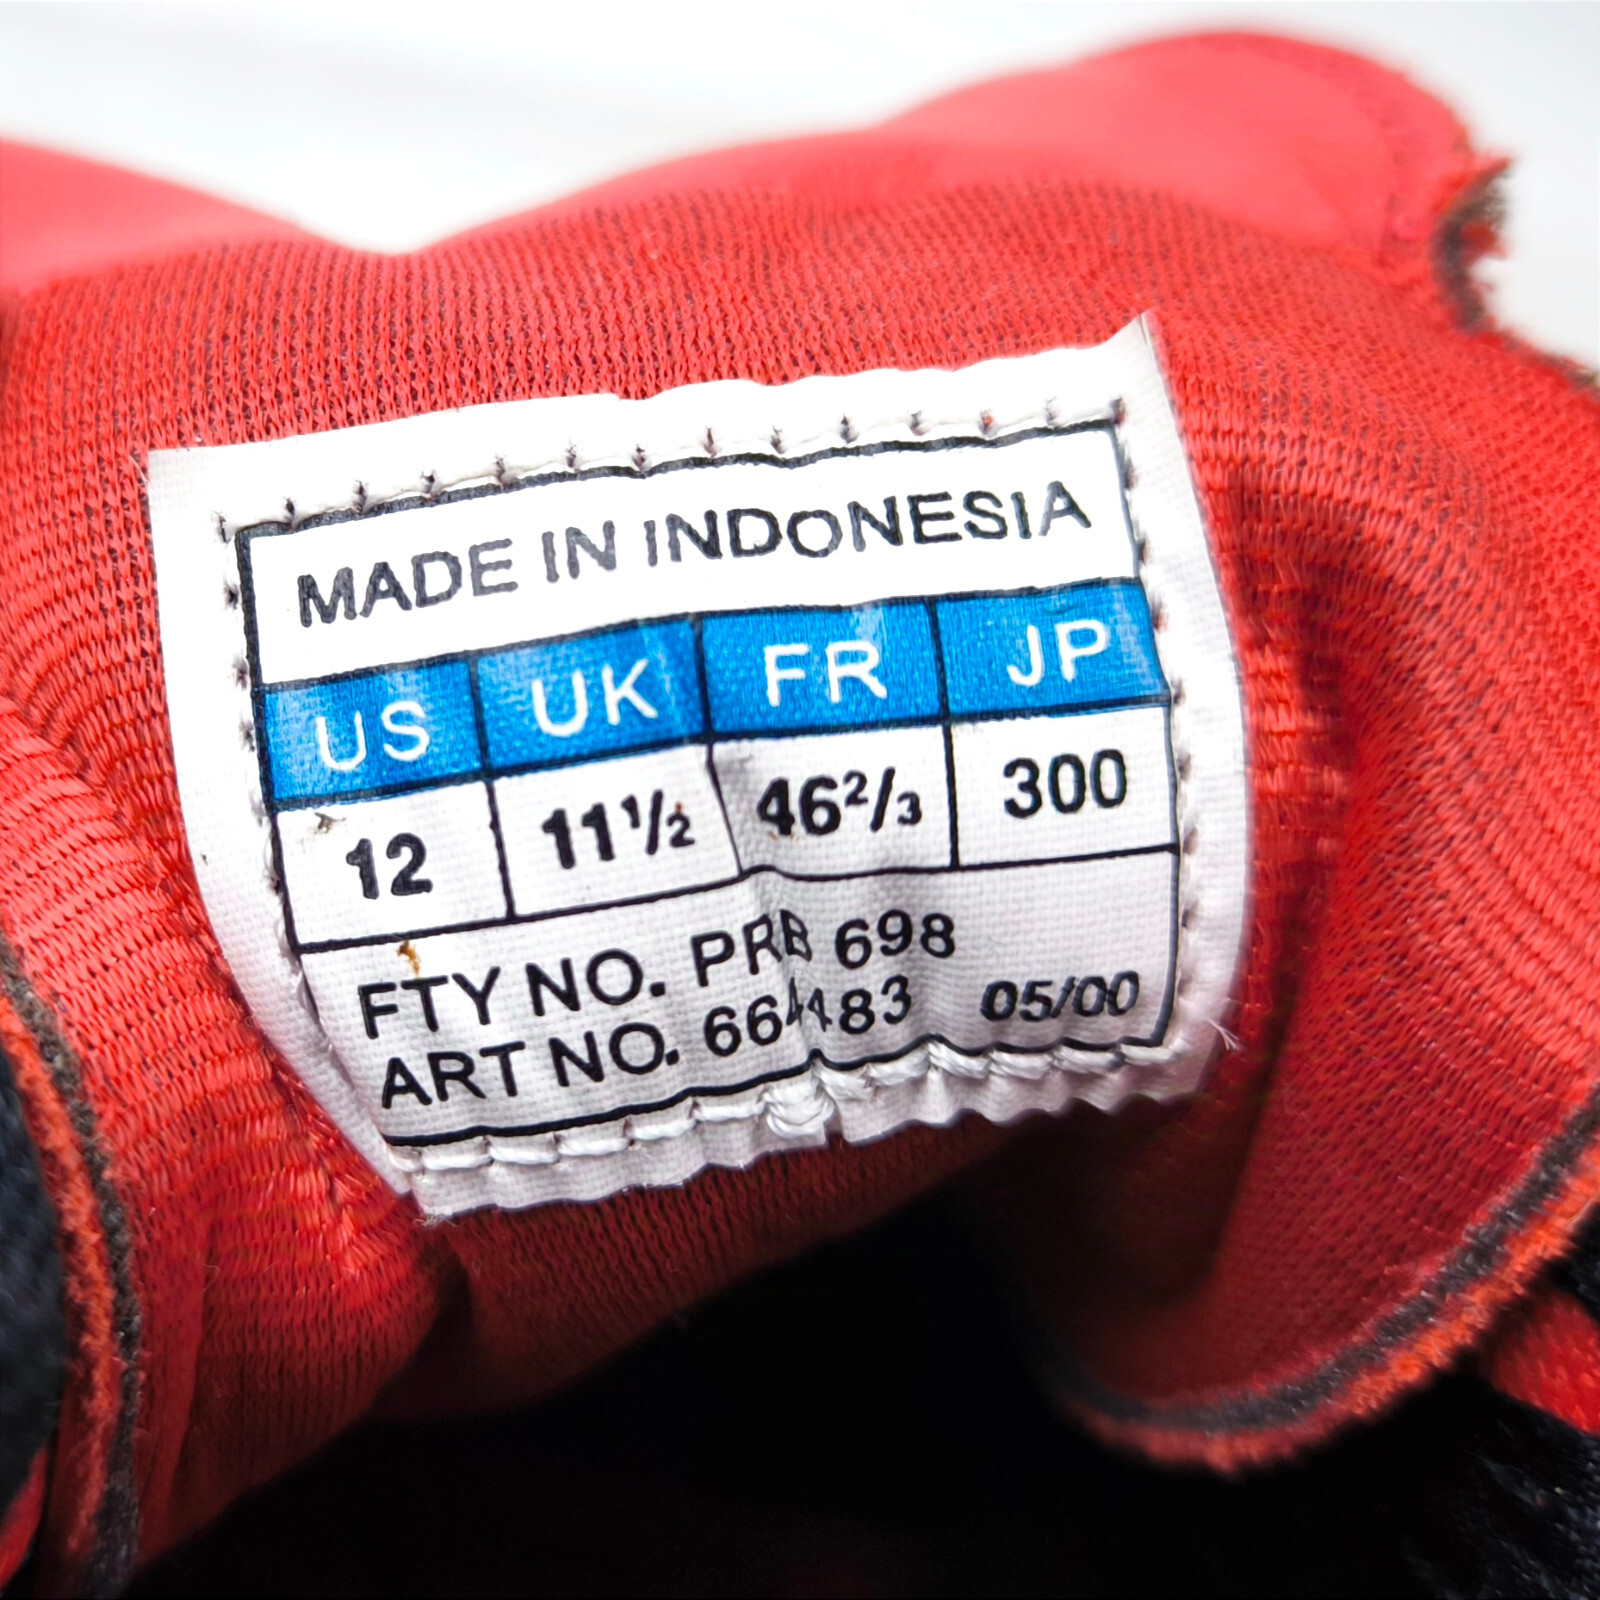 MADE IN INDONESIA
US UK FR JP
12 11½ 46²/₃ 300
FTY NO. PRB 698
ART NO. 664483 05/00